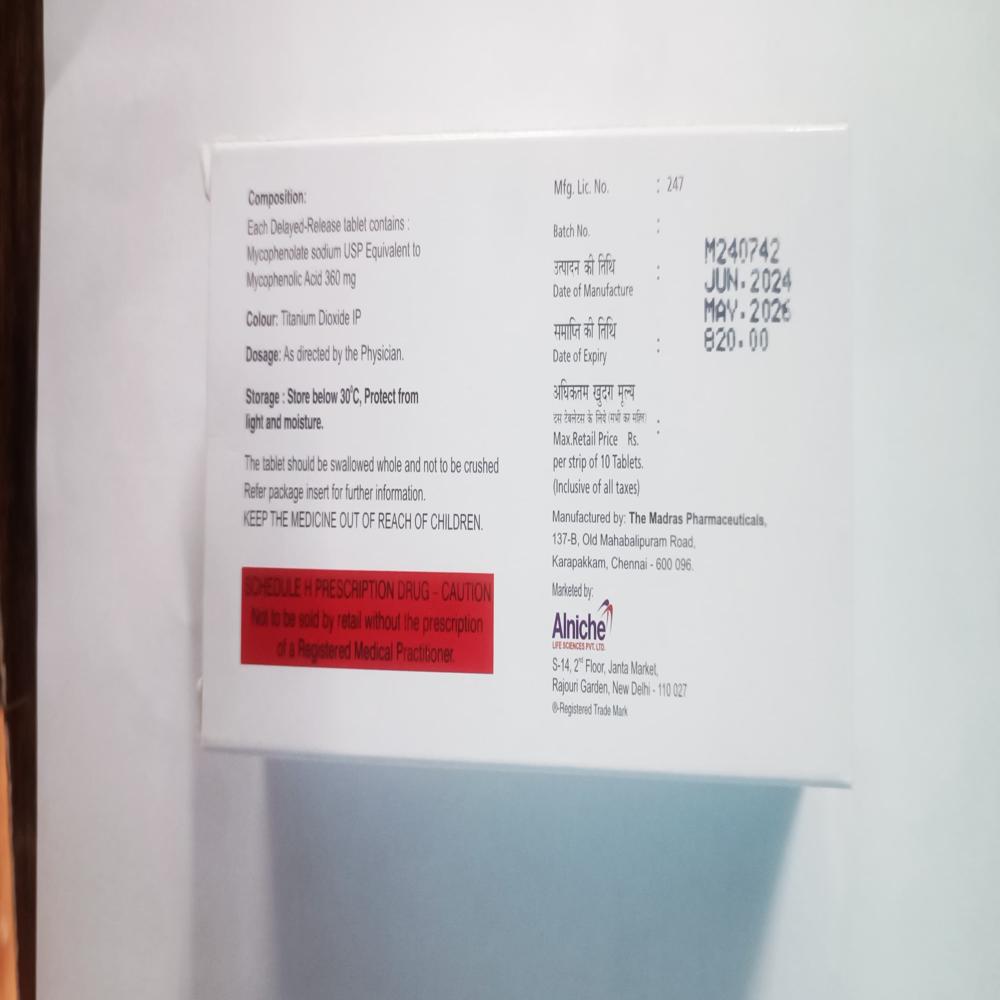 Composition:
Each Delayed-Release tablet contains :
Mycophenolate sodium USP Equivalent to
Mycophenolic Acid 360 mg
Colour: Titanium Dioxide IP
Dosage: As directed by the Physician.
Storage : Store below 30°C, Protect from
light and moisture.
The tablet should be swallowed whole and not to be crushed
Refer package insert for further information.
KEEP THE MEDICINE OUT OF REACH OF CHILDREN.
SCHEDULE H PRESCRIPTION DRUG - CAUTION
Not to be sold by retail without the prescription
of a Registered Medical Practitioner.
Mfg. Lic. No. : 247
Batch No. :
उत्पादन की तिथि :
Date of Manufacture
समाप्ति की तिथि
Date of Expiry :
M240742
JUN.2024
MAY.2026
820.00
अधिकतम खुदरा मूल्य
दस टेबलेटस के लिये (सभी कर सहित) :
Max.Retail Price Rs.
per strip of 10 Tablets.
(Inclusive of all taxes)
Manufactured by: The Madras Pharmaceuticals,
137-B, Old Mahabalipuram Road,
Karapakkam, Chennai - 600 096.
Marketed by:
Alniche
LIFE SCIENCES PVT. LTD.
S-14, 2nd Floor, Janta Market,
Rajouri Garden, New Delhi - 110 027
®-Registered Trade Mark